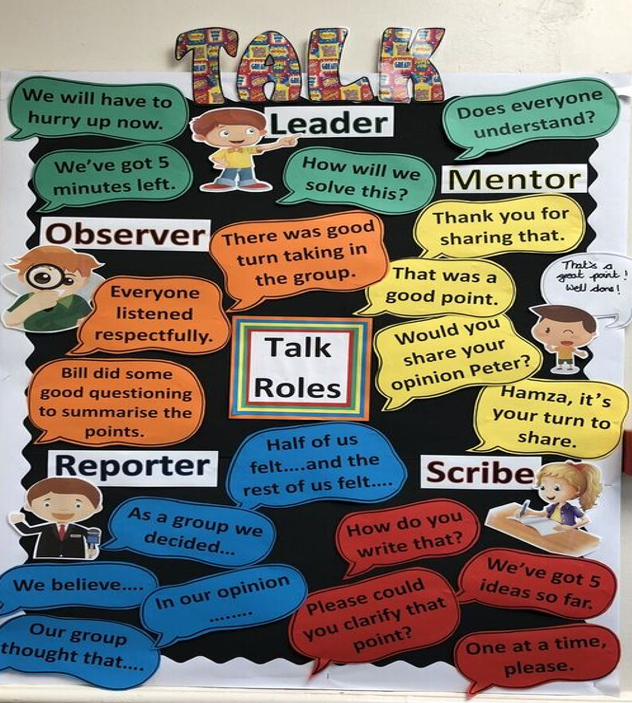 TALK
We will have to
hurry up now.
Leader
Does everyone
understand?
We've got 5
minutes left.
How will we
solve this?
Mentor
Observer
There was good
turn taking in
the group.
Thank you for
sharing that.
That was a
good point.
That's a
great point!
Well done!
Everyone
listened
respectfully.
Talk
Roles
Would you
share your
opinion Peter?
Bill did some
good questioning
to summarise the
points.
Hamza, it's
your turn to
share.
Reporter
Half of us
felt....and the
rest of us felt....
Scribe
As a group we
decided...
How do you
write that?
We believe....
In our opinion
........
Please could
you clarify that
point?
We've got 5
ideas so far.
Our group
thought that....
One at a time,
please.